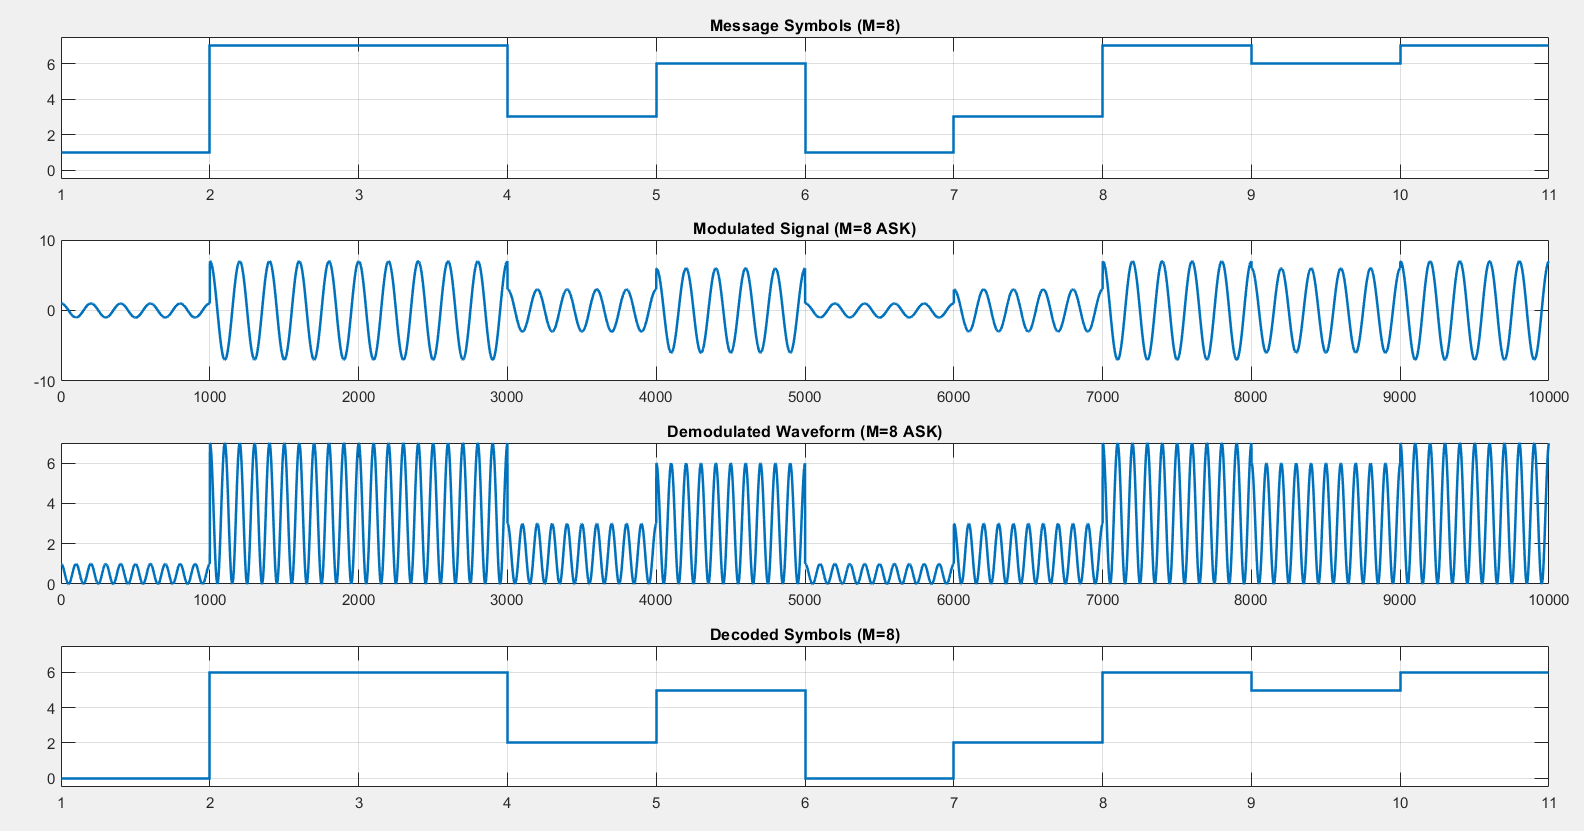 Message Symbols (M=8)
6
4
2
0
1 2 3 4 5 6 7 8 9 10 11
Modulated Signal (M=8 ASK)
10
0
-10
0 1000 2000 3000 4000 5000 6000 7000 8000 9000 10000
Demodulated Waveform (M=8 ASK)
6
4
2
0
0 1000 2000 3000 4000 5000 6000 7000 8000 9000 10000
Decoded Symbols (M=8)
6
4
2
0
1 2 3 4 5 6 7 8 9 10 11